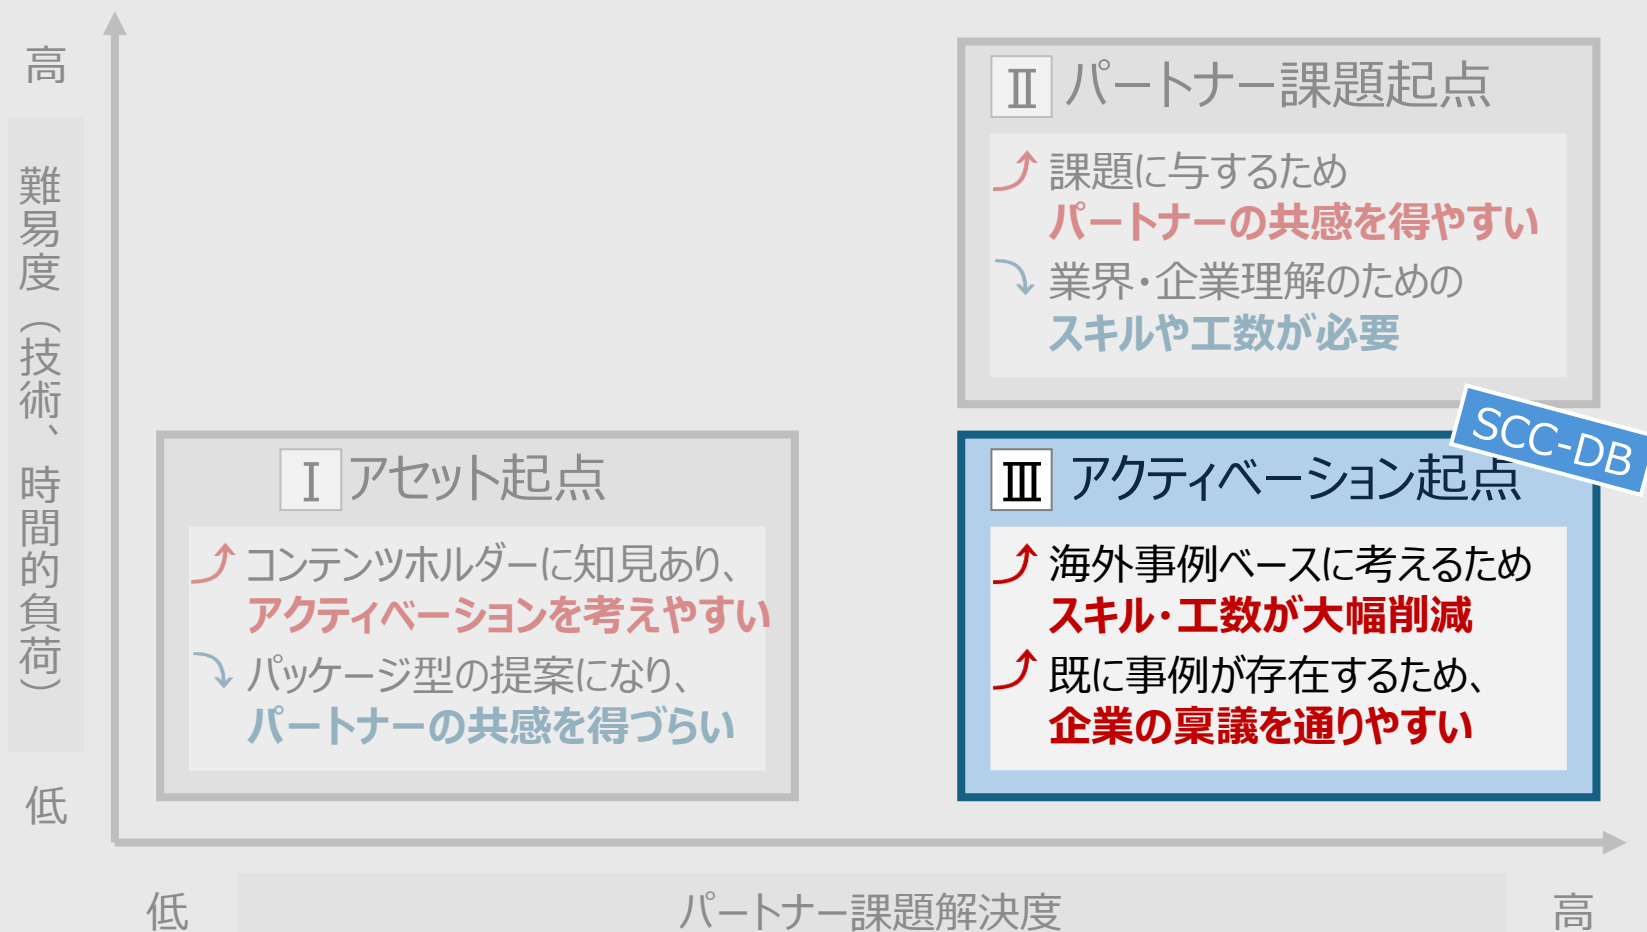 高
難易度（技術、時間的負荷）
低
Ⅱ パートナー課題起点
課題に与するため
パートナーの共感を得やすい
業界・企業理解のための
スキルや工数が必要
SCC-DB
Ⅰ アセット起点
コンテンツホルダーに知見あり、
アクティベーションを考えやすい
パッケージ型の提案になり、
パートナーの共感を得づらい
Ⅲ アクティベーション起点
海外事例ベースに考えるため
スキル・工数が大幅削減
既に事例が存在するため、
企業の稟議を通りやすい
低
パートナー課題解決度
高